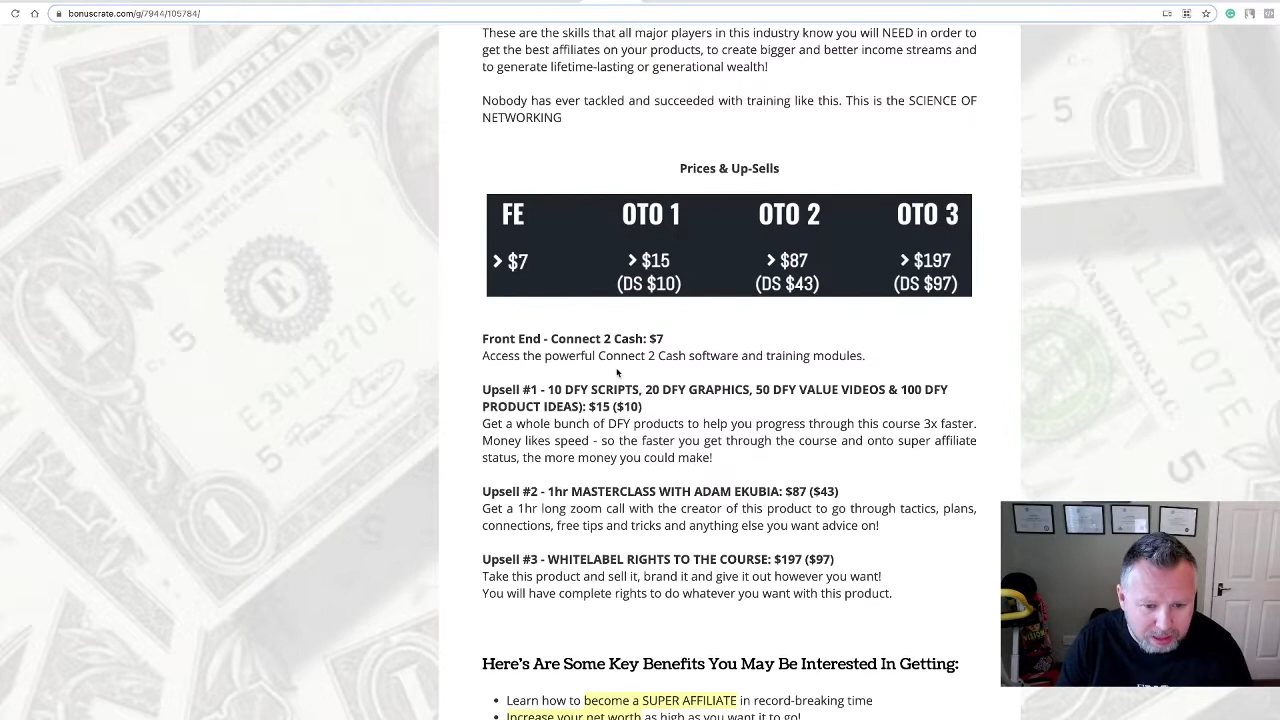 bonuscrate.com/g/7944/105784/
These are the skills that all major players in this industry know you will NEED in order to
get the best affiliates on your products, to create bigger and better income streams and
to generate lifetime-lasting or generational wealth!
Nobody has ever tackled and succeeded with training like this. This is the SCIENCE OF
NETWORKING
Prices & Up-Sells
FE OTO 1 OTO 2 OTO 3
> $7 > $15 > $87 > $197
(DS $10) (DS $43) (DS $97)
Front End - Connect 2 Cash: $7
Access the powerful Connect 2 Cash software and training modules.
Upsell #1 - 10 DFY SCRIPTS, 20 DFY GRAPHICS, 50 DFY VALUE VIDEOS & 100 DFY
PRODUCT IDEAS): $15 ($10)
Get a whole bunch of DFY products to help you progress through this course 3x faster.
Money likes speed - so the faster you get through the course and onto super affiliate
status, the more money you could make!
Upsell #2 - 1hr MASTERCLASS WITH ADAM EKUBIA: $87 ($43)
Get a 1hr long zoom call with the creator of this product to go through tactics, plans,
connections, free tips and tricks and anything else you want advice on!
Upsell #3 - WHITELABEL RIGHTS TO THE COURSE: $197 ($97)
Take this product and sell it, brand it and give it out however you want!
You will have complete rights to do whatever you want with this product.
Here's Are Some Key Benefits You May Be Interested In Getting:
• Learn how to become a SUPER AFFILIATE in record-breaking time
• Increase your net worth as high as you want it to go!